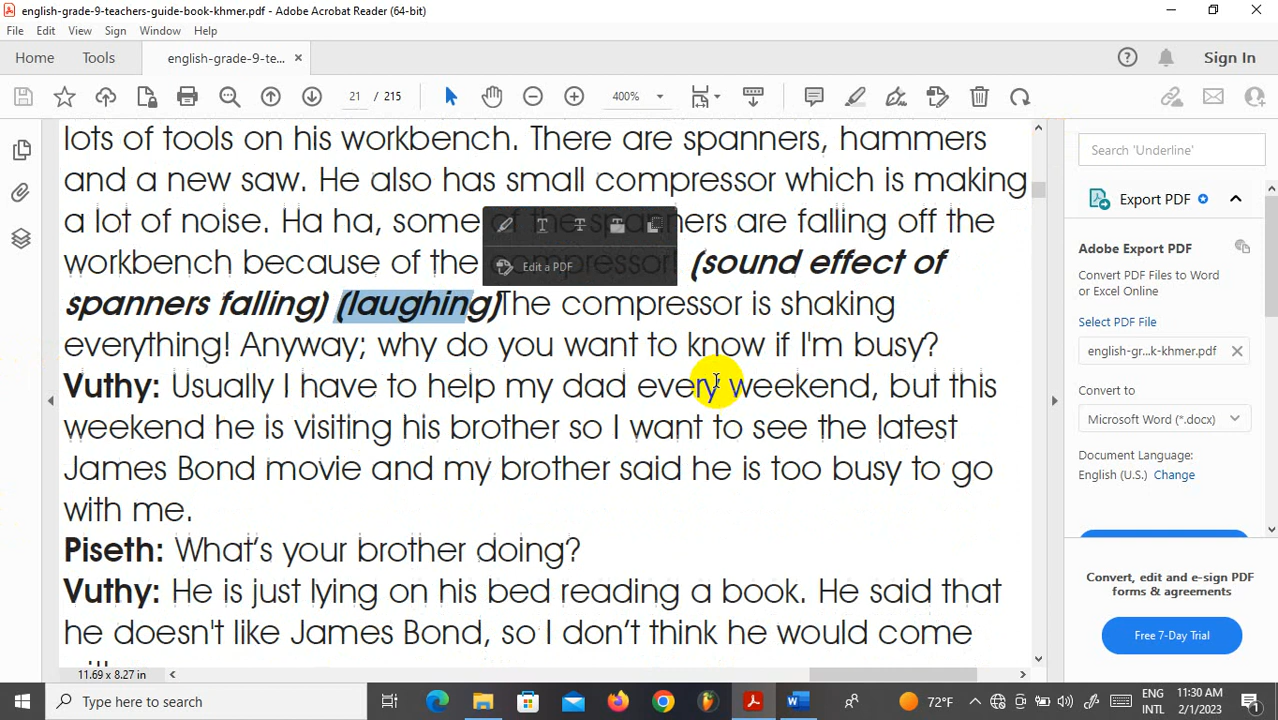 english-grade-9-teachers-guide-book-khmer.pdf - Adobe Acrobat Reader (64-bit)
File Edit View Sign Window Help
Home Tools english-grade-9-te... Sign In
21 / 215 400%
lots of tools on his workbench. There are spanners, hammers
and a new saw. He also has small compressor which is making
a lot of noise. Ha ha, some of the spanners are falling off the
workbench because of the compressor! (sound effect of
spanners falling) (laughing)The compressor is shaking
everything! Anyway; why do you want to know if I'm busy?
Vuthy: Usually I have to help my dad every weekend, but this
weekend he is visiting his brother so I want to see the latest
James Bond movie and my brother said he is too busy to go
with me.
Piseth: What's your brother doing?
Vuthy: He is just lying on his bed reading a book. He said that
he doesn't like James Bond, so I don't think he would come
Edit a PDF
11.69 x 8.27 in
Search 'Underline'
Export PDF
Adobe Export PDF
Convert PDF Files to Word
or Excel Online
Select PDF File
english-gr...k-khmer.pdf
Convert to
Microsoft Word (*.docx)
Document Language:
English (U.S.) Change
Convert, edit and e-sign PDF
forms & agreements
Free 7-Day Trial
Type here to search
72°F
ENG
INTL
11:30 AM
2/1/2023